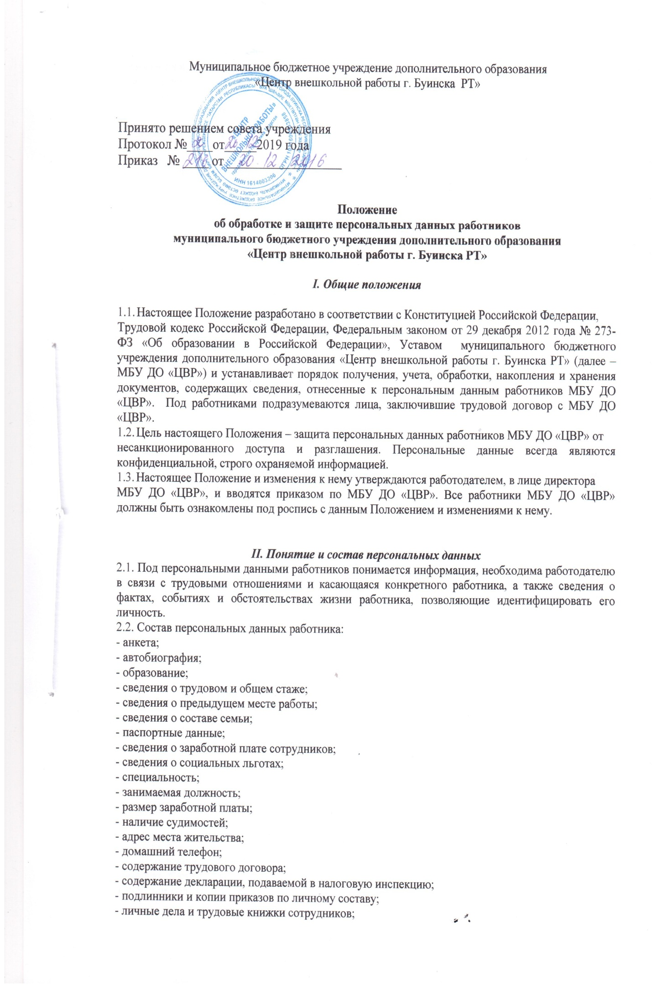 Муниципальное бюджетное учреждение дополнительного образования
«Центр внешкольной работы г. Буинска РТ»
«ЦЕНТР
ВНЕШКОЛЬНОЙ РАБОТЫ»
ИНН 1614003206
Принято решением совета учреждения
Протокол № 2 от 20 12 2019 года
Приказ № от 20. 12 2016
Положение
об обработке и защите персональных данных работников
муниципального бюджетного учреждения дополнительного образования
«Центр внешкольной работы г. Буинска РТ»
I. Общие положения
1.1. Настоящее Положение разработано в соответствии с Конституцией Российской Федерации,
Трудовой кодекс Российской Федерации, Федеральным законом от 29 декабря 2012 года № 273-
ФЗ «Об образовании в Российской Федерации», Уставом муниципального бюджетного
учреждения дополнительного образования «Центр внешкольной работы г. Буинска РТ» (далее –
МБУ ДО «ЦВР») и устанавливает порядок получения, учета, обработки, накопления и хранения
документов, содержащих сведения, отнесенные к персональным данным работников МБУ ДО
«ЦВР». Под работниками подразумеваются лица, заключившие трудовой договор с МБУ ДО
«ЦВР».
1.2. Цель настоящего Положения – защита персональных данных работников МБУ ДО «ЦВР» от
несанкционированного доступа и разглашения. Персональные данные всегда являются
конфиденциальной, строго охраняемой информацией.
1.3. Настоящее Положение и изменения к нему утверждаются работодателем, в лице директора
МБУ ДО «ЦВР», и вводятся приказом по МБУ ДО «ЦВР». Все работники МБУ ДО «ЦВР»
должны быть ознакомлены под роспись с данным Положением и изменениями к нему.
II. Понятие и состав персональных данных
2.1. Под персональными данными работников понимается информация, необходима работодателю
в связи с трудовыми отношениями и касающаяся конкретного работника, а также сведения о
фактах, событиях и обстоятельствах жизни работника, позволяющие идентифицировать его
личность.
2.2. Состав персональных данных работника:
- анкета;
- автобиография;
- образование;
- сведения о трудовом и общем стаже;
- сведения о предыдущем месте работы;
- сведения о составе семьи;
- паспортные данные;
- сведения о заработной плате сотрудников;
- сведения о социальных льготах;
- специальность;
- занимаемая должность;
- размер заработной платы;
- наличие судимостей;
- адрес места жительства;
- домашний телефон;
- содержание трудового договора;
- содержание декларации, подаваемой в налоговую инспекцию;
- подлинники и копии приказов по личному составу;
- личные дела и трудовые книжки сотрудников;